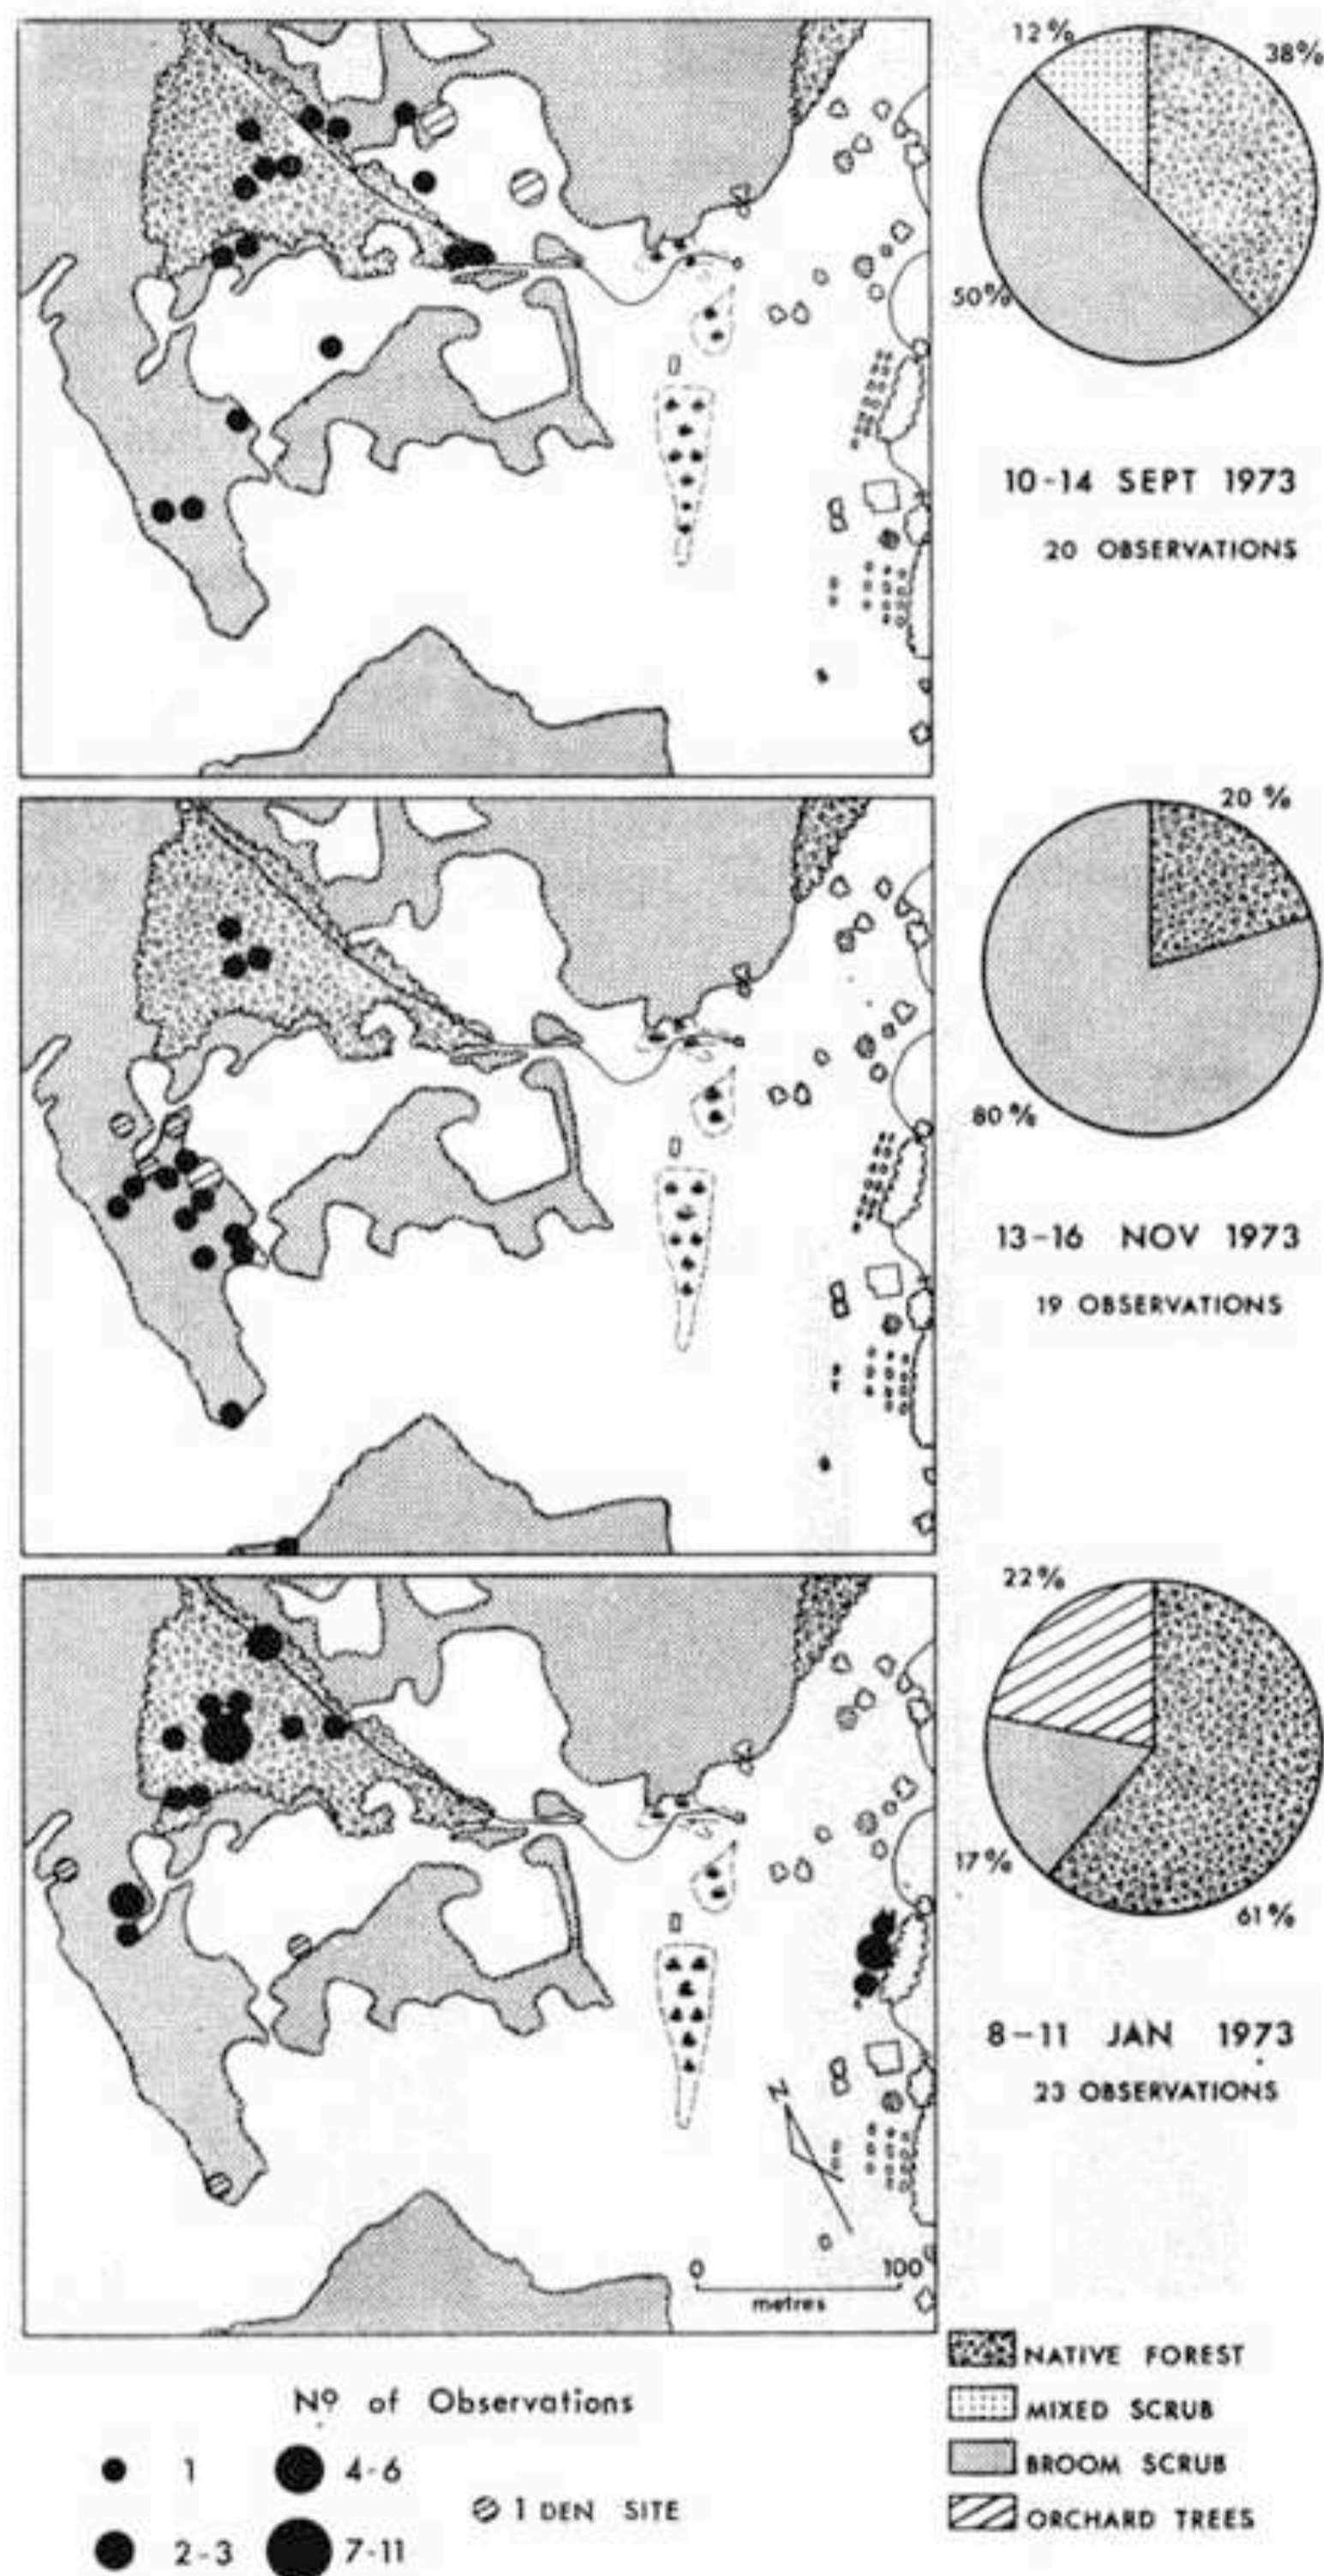 12%
38%
50%
10-14 SEPT 1973
20 OBSERVATIONS
20 %
80%
13-16 NOV 1973
19 OBSERVATIONS
22%
17%
61%
8-11 JAN 1973
23 OBSERVATIONS
N
0 100
metres
Nº of Observations
1
4-6
2-3
7-11
1 DEN SITE
NATIVE FOREST
MIXED SCRUB
BROOM SCRUB
ORCHARD TREES